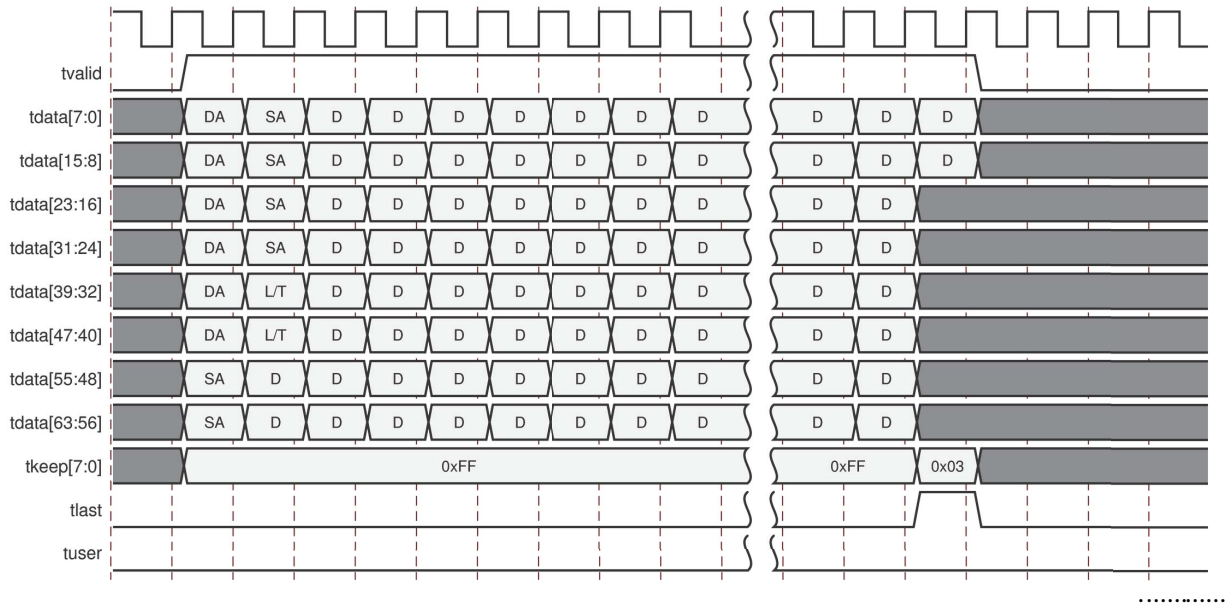 tvalid
tdata[7:0] DA SA D D D D D D D D D D
tdata[15:8] DA SA D D D D D D D D D D
tdata[23:16] DA SA D D D D D D D D D
tdata[31:24] DA SA D D D D D D D D D
tdata[39:32] DA L/T D D D D D D D D D
tdata[47:40] DA L/T D D D D D D D D D
tdata[55:48] SA D D D D D D D D D D
tdata[63:56] SA D D D D D D D D D D
tkeep[7:0] 0xFF 0xFF 0x03
tlast
tuser